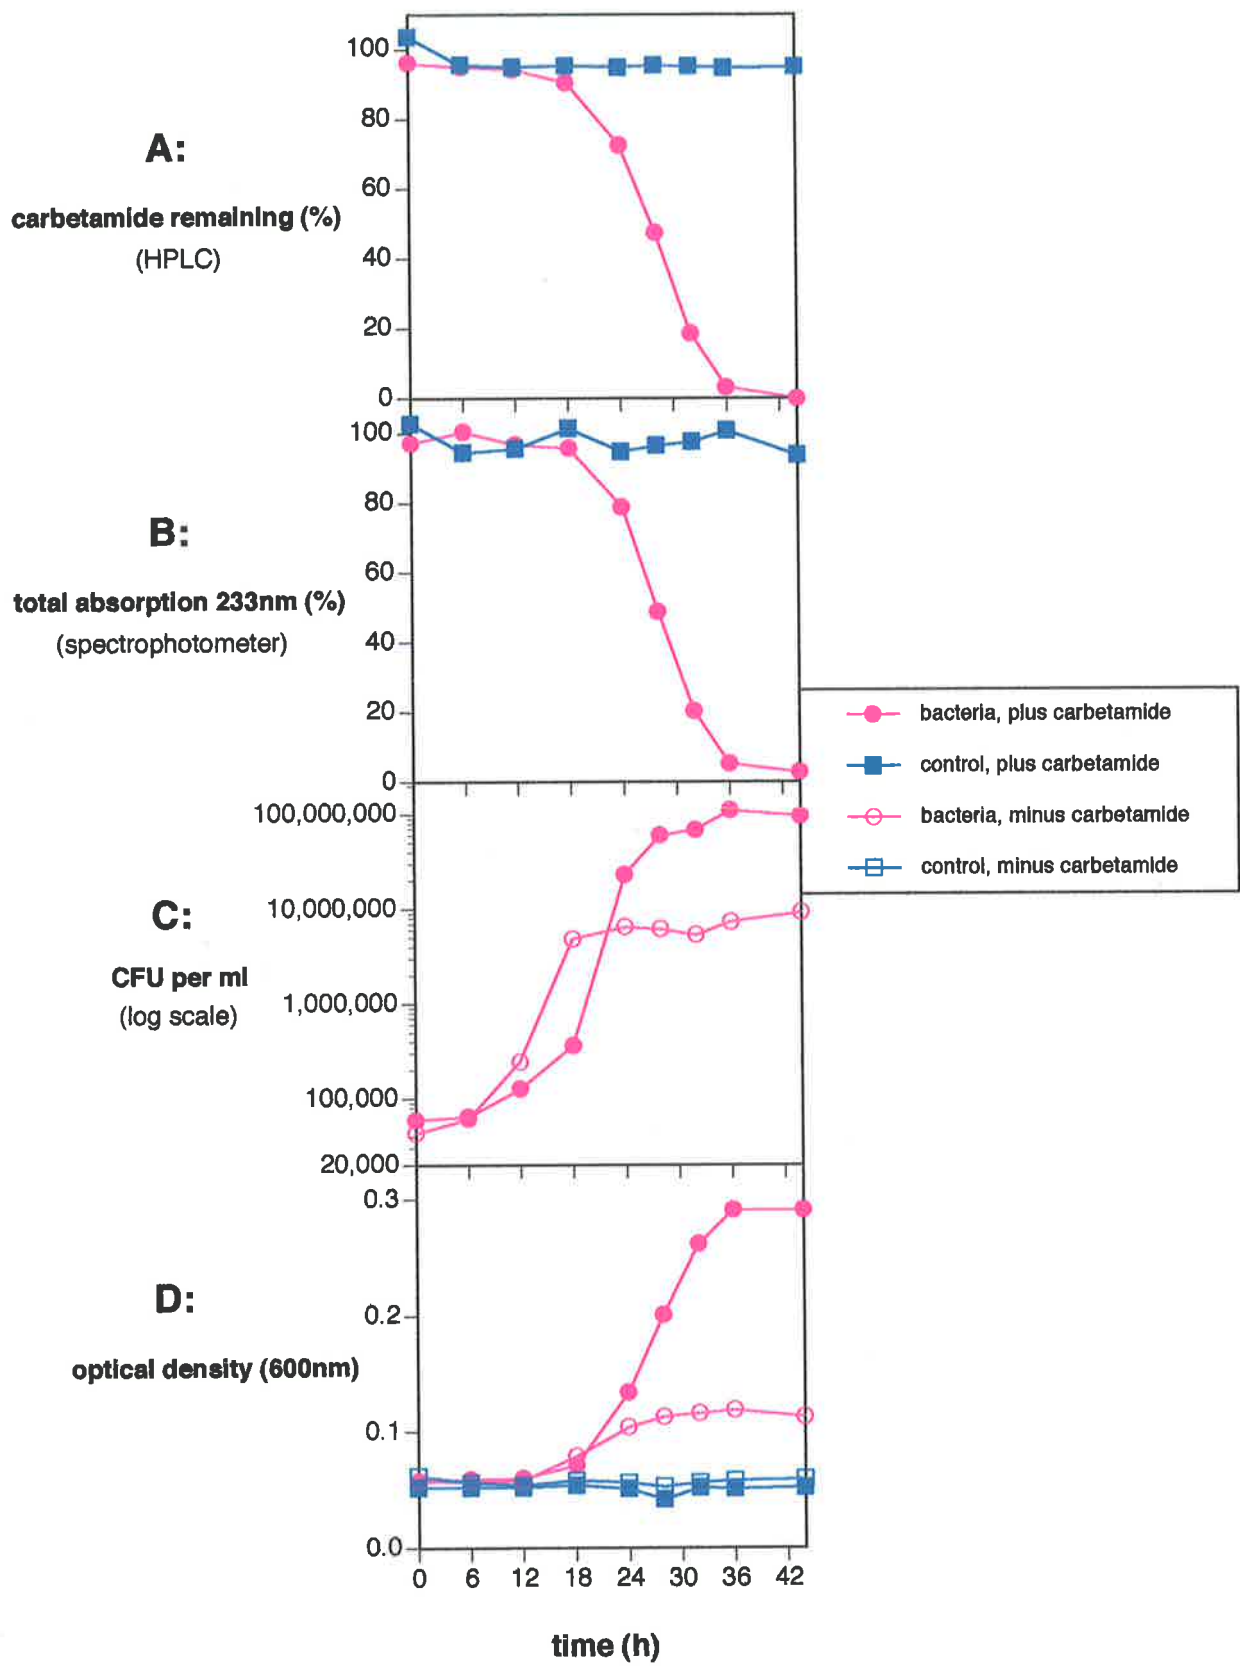 100
80
60
40
20
0
A:
carbetamide remaining (%)
(HPLC)
100
80
60
40
20
0
B:
total absorption 233nm (%)
(spectrophotometer)
bacteria, plus carbetamide
control, plus carbetamide
bacteria, minus carbetamide
control, minus carbetamide
100,000,000
10,000,000
1,000,000
100,000
20,000
C:
CFU per ml
(log scale)
0.3
0.2
0.1
0.0
D:
optical density (600nm)
0 6 12 18 24 30 36 42
time (h)